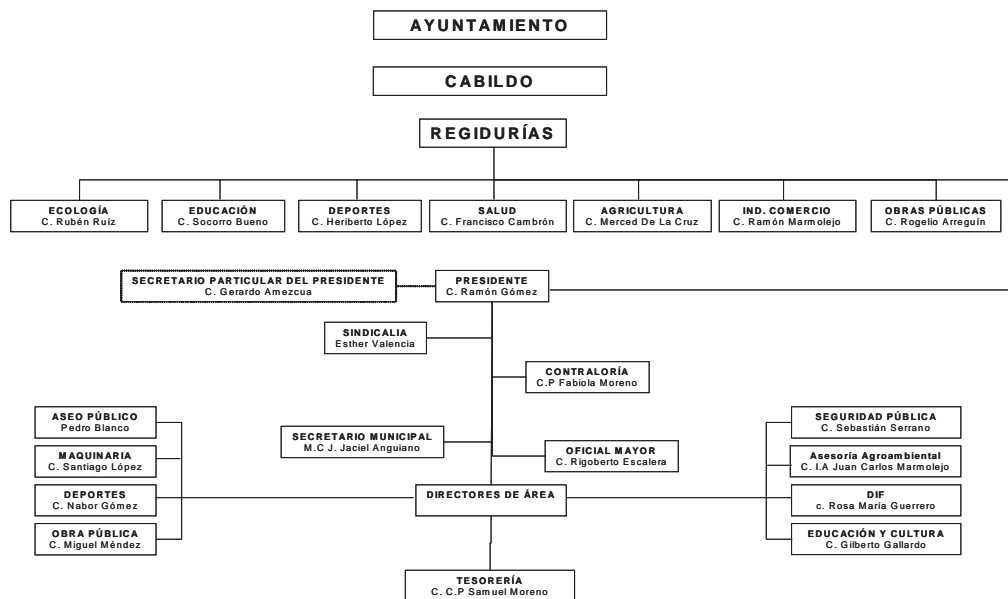 AYUNTAMIENTO
CABILDO
REGIDURÍAS
ECOLOGÍA
C. Rubén Ruíz
EDUCACIÓN
C. Socorro Bueno
DEPORTES
C. Heriberto López
SALUD
C. Francisco Cambrón
AGRICULTURA
C. Merced De La Cruz
IND. COMERCIO
C. Ramón Marmolejo
OBRAS PÚBLICAS
C. Rogelio Arreguín
SECRETARIO PARTICULAR DEL PRESIDENTE
C. Gerardo Amezcua
PRESIDENTE
C. Ramón Gómez
SINDICALIA
Esther Valencia
CONTRALORÍA
C.P Fabiola Moreno
ASEO PÚBLICO
Pedro Blanco
SECRETARIO MUNICIPAL
M.C J. Jaciel Anguiano
SEGURIDAD PÚBLICA
C. Sebastián Serrano
MAQUINARIA
C. Santiago López
OFICIAL MAYOR
C. Rigoberto Escalera
Asesoría Agroambiental
C. I.A Juan Carlos Marmolejo
DEPORTES
C. Nabor Gómez
DIRECTORES DE ÁREA
DIF
c. Rosa María Guerrero
OBRA PÚBLICA
C. Miguel Méndez
EDUCACIÓN Y CULTURA
C. Gilberto Gallardo
TESORERÍA
C. C.P Samuel Moreno